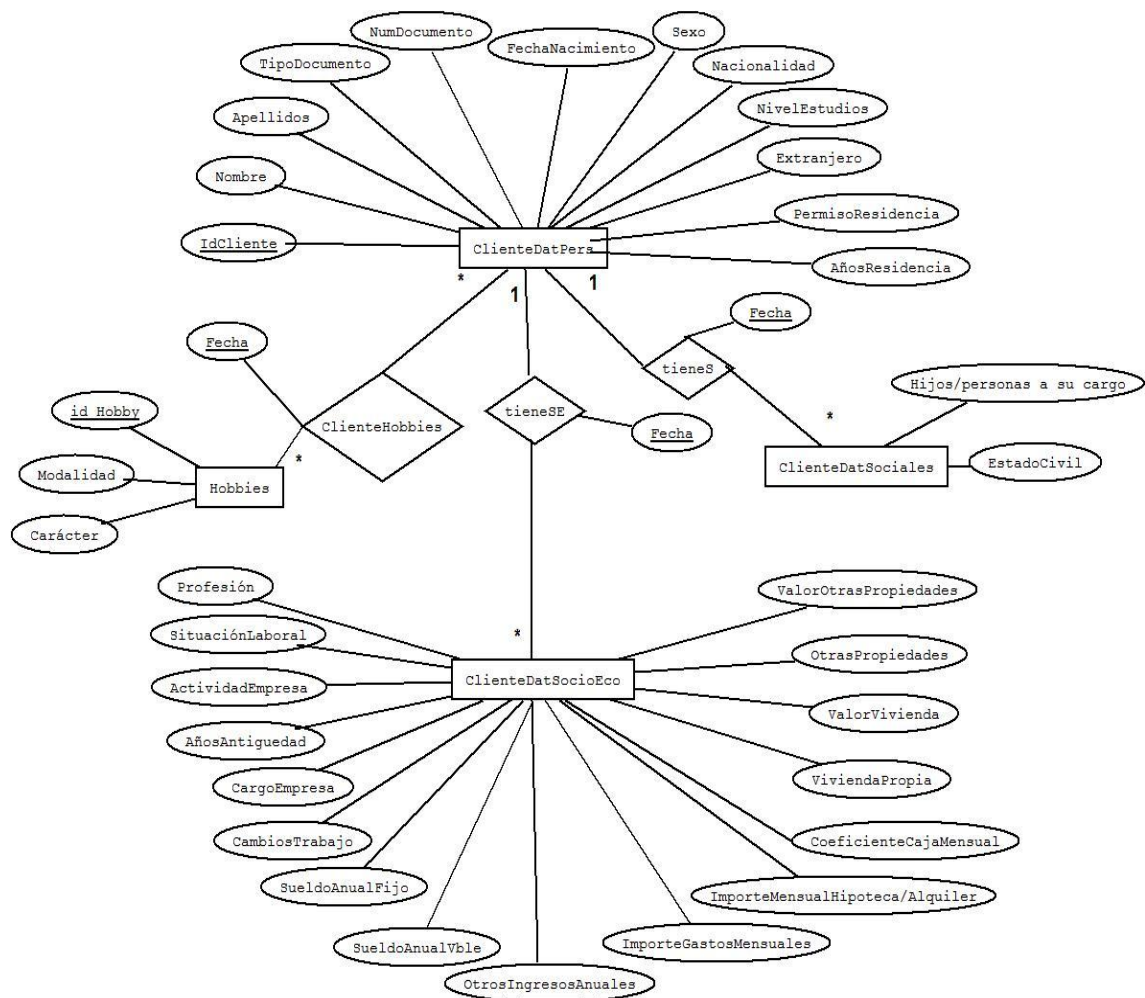 NumDocumento
Sexo
FechaNacimiento
TipoDocumento
Nacionalidad
NivelEstudios
Apellidos
Extranjero
Nombre
PermisoResidencia
IdCliente
ClienteDatPers
AñosResidencia
*
1
1
Fecha
Fecha
tieneS
Hijos/personas a su cargo
id_Hobby
ClienteHobbies
tieneSE
*
Fecha
*
ClienteDatSociales
EstadoCivil
Modalidad
Hobbies
Carácter
Profesión
ValorOtrasPropiedades
SituaciónLaboral
*
OtrasPropiedades
ClienteDatSocioEco
ActividadEmpresa
ValorVivienda
AñosAntiguedad
CargoEmpresa
ViviendaPropia
CambiosTrabajo
CoeficienteCajaMensual
SueldoAnualFijo
ImporteMensualHipoteca/Alquiler
SueldoAnualVble
ImporteGastosMensuales
OtrosIngresosAnuales